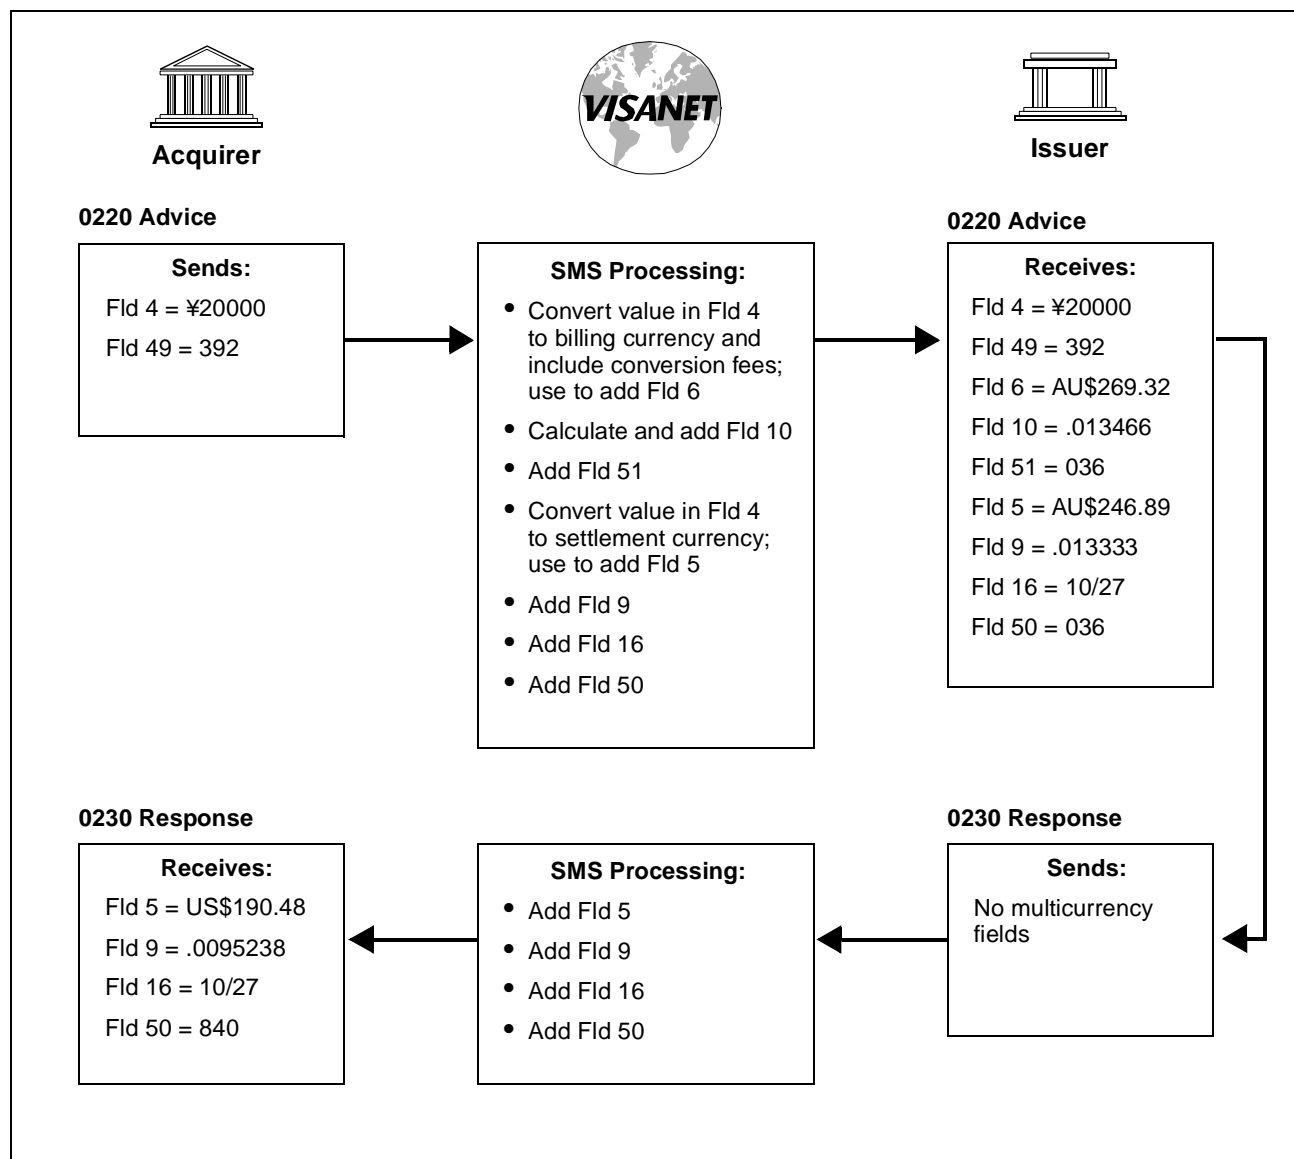 VISANET
Acquirer
Issuer
0220 Advice
Sends:
Fld 4 = ¥20000
Fld 49 = 392
SMS Processing:
• Convert value in Fld 4
to billing currency and
include conversion fees;
use to add Fld 6
• Calculate and add Fld 10
• Add Fld 51
• Convert value in Fld 4
to settlement currency;
use to add Fld 5
• Add Fld 9
• Add Fld 16
• Add Fld 50
0220 Advice
Receives:
Fld 4 = ¥20000
Fld 49 = 392
Fld 6 = AU$269.32
Fld 10 = .013466
Fld 51 = 036
Fld 5 = AU$246.89
Fld 9 = .013333
Fld 16 = 10/27
Fld 50 = 036
0230 Response
Receives:
Fld 5 = US$190.48
Fld 9 = .0095238
Fld 16 = 10/27
Fld 50 = 840
SMS Processing:
• Add Fld 5
• Add Fld 9
• Add Fld 16
• Add Fld 50
0230 Response
Sends:
No multicurrency
fields